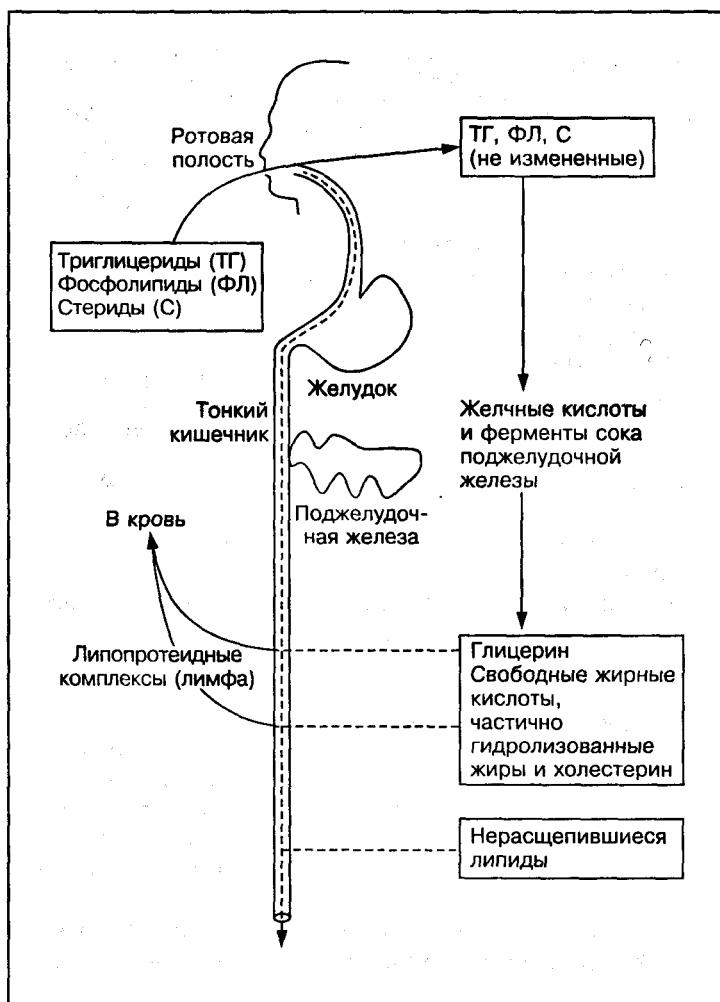 Ротовая
полость
ТГ, ФЛ, С
(не измененные)
Триглицериды (ТГ)
Фосфолипиды (ФЛ)
Стериды (С)
Желудок
Тонкий
кишечник
Желчные кислоты
и ферменты сока
поджелудочной
железы
Поджелудоч-
ная железа
В кровь
Липопротеидные
комплексы (лимфа)
Глицерин
Свободные жирные
кислоты,
частично
гидролизованные
жиры и холестерин
Нерасщепившиеся
липиды